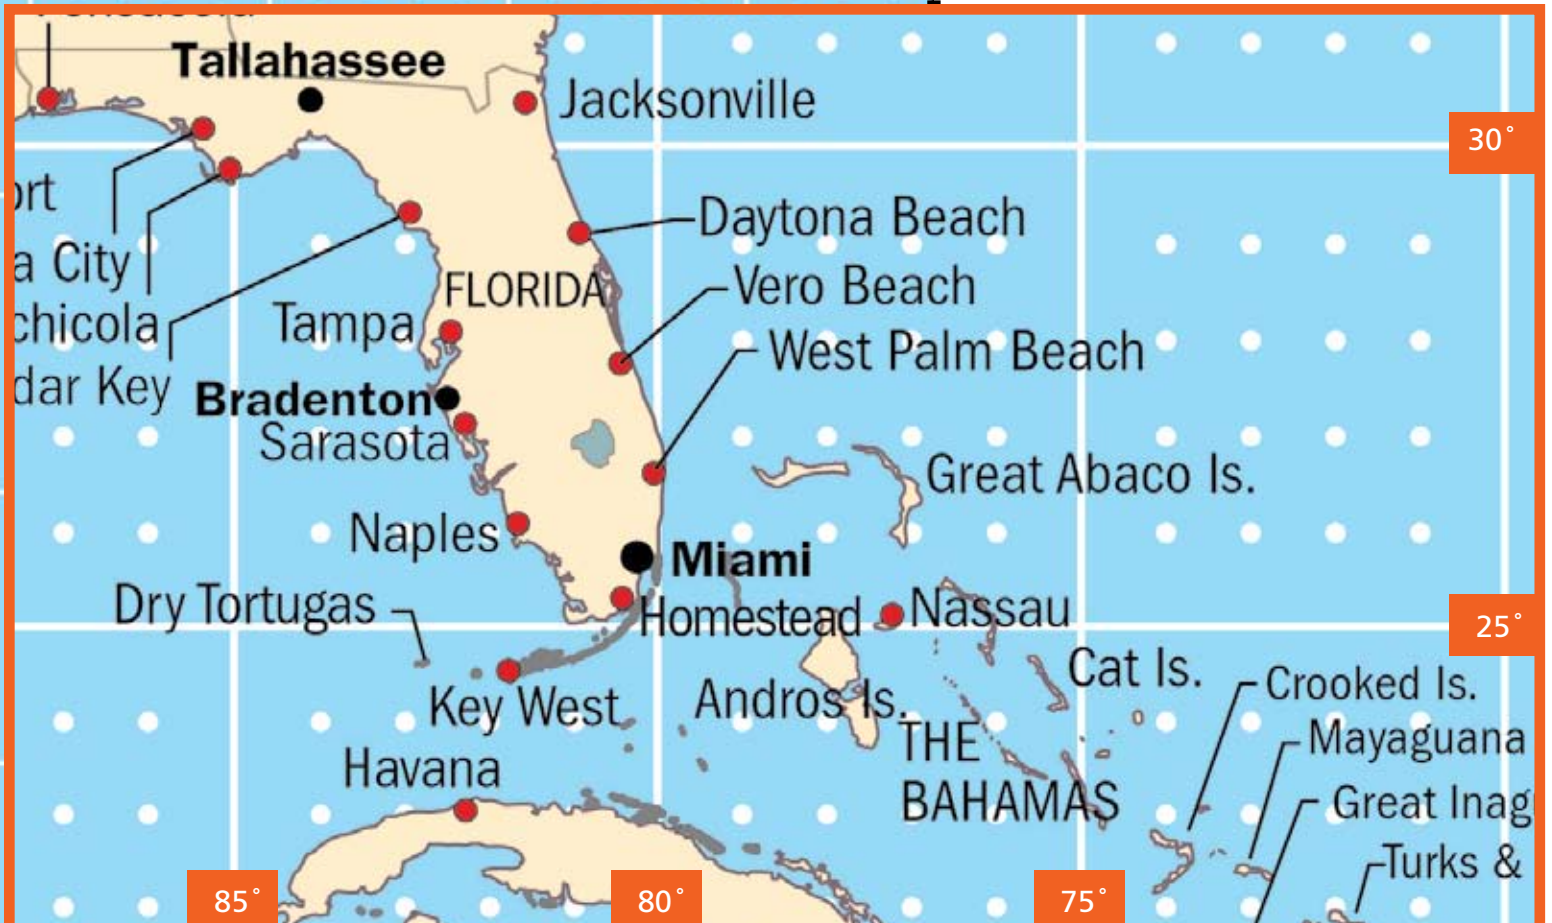 Tallahassee
Jacksonville
30°
ort
Daytona Beach
a City
FLORIDA
Vero Beach
chicola
Tampa
West Palm Beach
dar Key
Bradenton
Sarasota
Great Abaco Is.
Naples
Miami
Dry Tortugas
Homestead
Nassau
25°
Cat Is.
Crooked Is.
Key West
Andros Is.
THE
BAHAMAS
Mayaguana
Havana
Great Inag
Turks &
85°
80°
75°